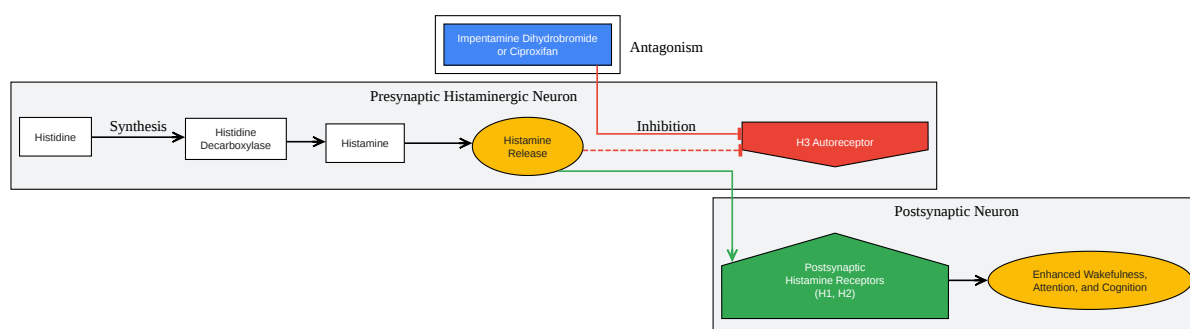 Impentamine Dihydrobromide
or Ciproxifan
Antagonism
Presynaptic Histaminergic Neuron
Histidine
Synthesis
Histidine
Decarboxylase
Histamine
Histamine
Release
Inhibition
H3 Autoreceptor
Postsynaptic Neuron
Postsynaptic
Histamine Receptors
(H1, H2)
Enhanced Wakefulness,
Attention, and Cognition